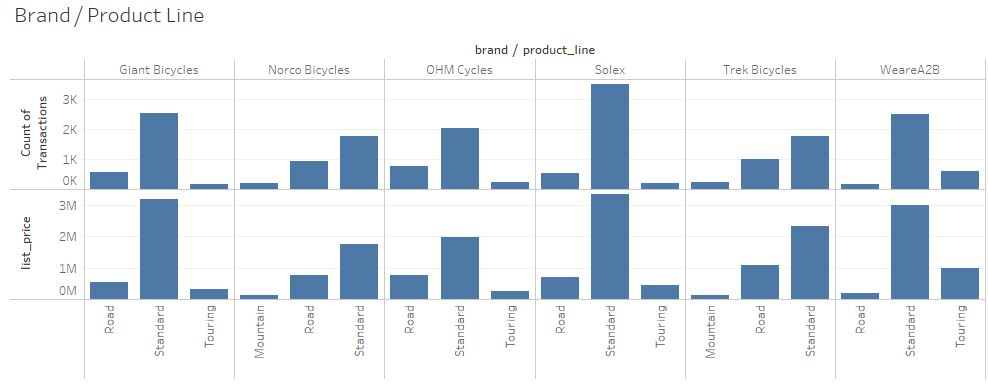 Brand / Product Line
brand / product_line
Giant Bicycles Norco Bicycles OHM Cycles Solex Trek Bicycles WeareA2B
Count of
Transactions
3K
2K
1K
0K
list_price
3M
2M
1M
0M
Road Standard Touring Mountain Road Standard Road Standard Touring Road Standard Touring Mountain Road Standard Road Standard Touring